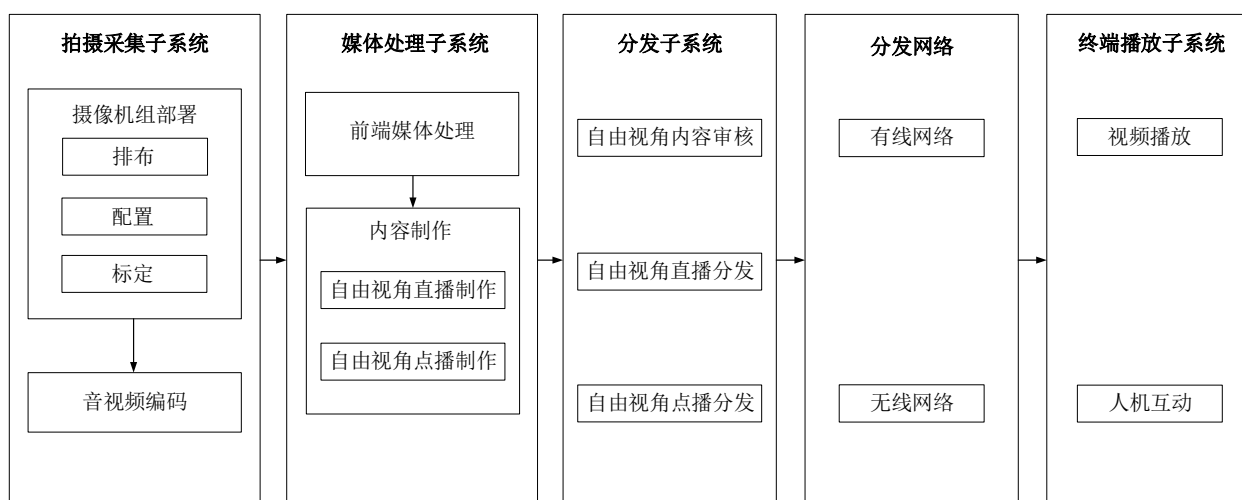 拍摄采集子系统
摄像机组部署
排布
配置
标定
音视频编码
媒体处理子系统
前端媒体处理
内容制作
自由视角直播制作
自由视角点播制作
分发子系统
自由视角内容审核
自由视角直播分发
自由视角点播分发
分发网络
有线网络
无线网络
终端播放子系统
视频播放
人机互动